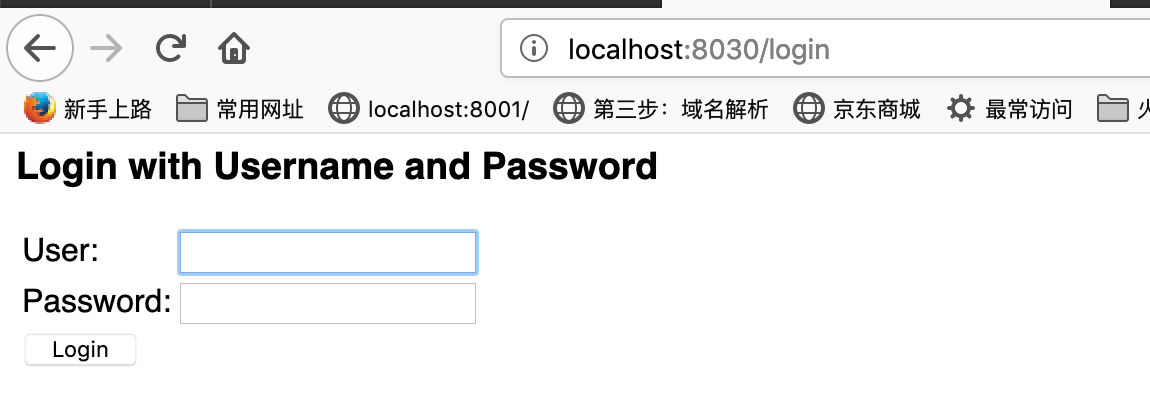 localhost:8030/login
新手上路 常用网址 localhost:8001/ 第三步：域名解析 京东商城 最常访问
Login with Username and Password
User:
Password:
Login